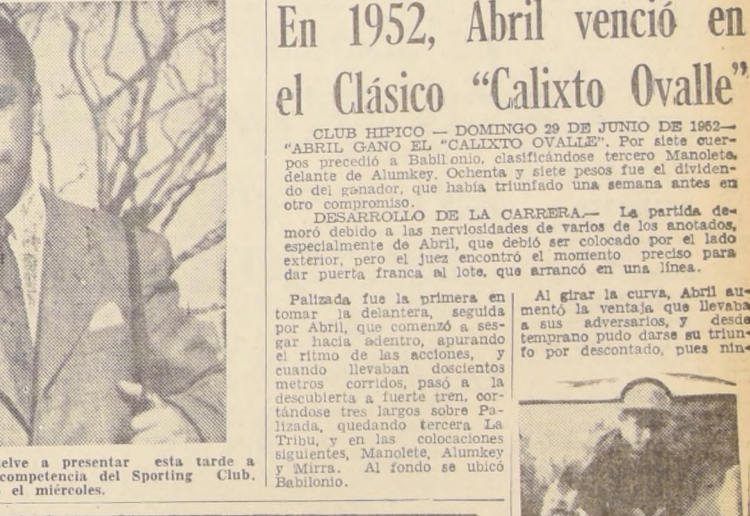 En 1952, Abril venció en
el Clásico "Calixto Ovalle"
CLUB HIPICO — DOMINGO 29 DE JUNIO DE 1952—
"ABRIL GANO EL "CALIXTO OVALLE". Por siete cuer-
pos precedió a Babilonio, clasificándose tercero Manolete,
delante de Alumkey. Ochenta y siete pesos fue el dividen-
do del ganador, que había triunfado una semana antes en
otro compromiso.
DESARROLLO DE LA CARRERA.— La partida de-
moró debido a las nerviosidades de varios de los anotados,
especialmente de Abril, que debió ser colocado por el lado
exterior, pero el juez encontró el momento preciso para
dar puerta franca al lote, que arrancó en una línea.
Palizada fue la primera en
tomar la delantera, seguida
por Abril, que comenzó a ses-
gar hacia adentro, apurando
el ritmo de las acciones, y
cuando llevaban doscientos
metros corridos, pasó a la
descubierta a fuerte tren, cor-
tándose tres largos sobre Pa-
lizada, quedando tercera La
Tribu, y en las colocaciones
siguientes, Manolete, Alumkey
y Mirra. Al fondo se ubicó
Babilonio.
Al girar la curva, Abril au-
mentó la ventaja que llevaba
a sus adversarios, y desde
temprano pudo darse su triun-
fo por descontado, pues nin-
elve a presentar esta tarde a
competencia del Sporting Club.
el miércoles.